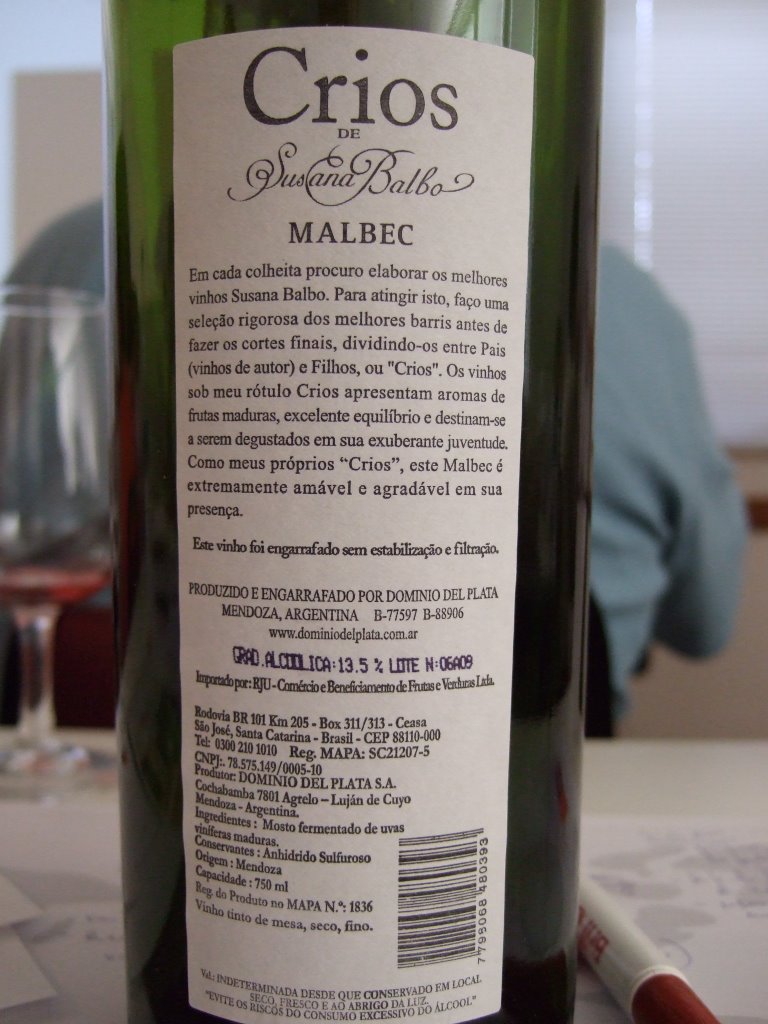 Crios
DE
Susana Balbo
MALBEC
Em cada colheita procuro elaborar os melhores
vinhos Susana Balbo. Para atingir isto, faço uma
seleção rigorosa dos melhores barris antes de
fazer os cortes finais, dividindo-os entre Pais
(vinhos de autor) e Filhos, ou "Crios". Os vinhos
sob meu rótulo Crios apresentam aromas de
frutas maduras, excelente equilíbrio e destinam-se
a serem degustados em sua exuberante juventude.
Como meus próprios “Crios”, este Malbec é
extremamente amável e agradável em sua
presença.
Este vinho foi engarrafado sem estabilização e filtração.
PRODUZIDO E ENGARRAFADO POR DOMINIO DEL PLATA
MENDOZA, ARGENTINA B-77597 B-88906
www.dominiodelplata.com.ar
GRAD.ALCOOLICA:13.5 % LOTE N:06A09
Importado por: RJU - Comércio e Beneficiamento de Frutas e Verduras Ltda.
Rodovia BR 101 Km 205 - Box 311/313 - Ceasa
São José, Santa Catarina - Brasil - CEP 88110-000
Tel: 0300 210 1010 Reg. MAPA: SC21207-5
CNPJ:. 78.575.149/0005-10
Produtor: DOMINIO DEL PLATA S.A.
Cochabamba 7801 Agrelo – Luján de Cuyo
Mendoza - Argentina.
Ingredientes : Mosto fermentado de uvas
viníferas maduras.
Conservantes : Anhidrido Sulfuroso
Origem : Mendoza
Capacidade : 750 ml
Reg. do Produto no MAPA N.º: 1836
Vinho tinto de mesa, seco, fino.
7798068480393
Val.: INDETERMINADA DESDE QUE CONSERVADO EM LOCAL
SECO, FRESCO E AO ABRIGO DA LUZ.
"EVITE OS RISCOS DO CONSUMO EXCESSIVO DO ÁLCOOL"